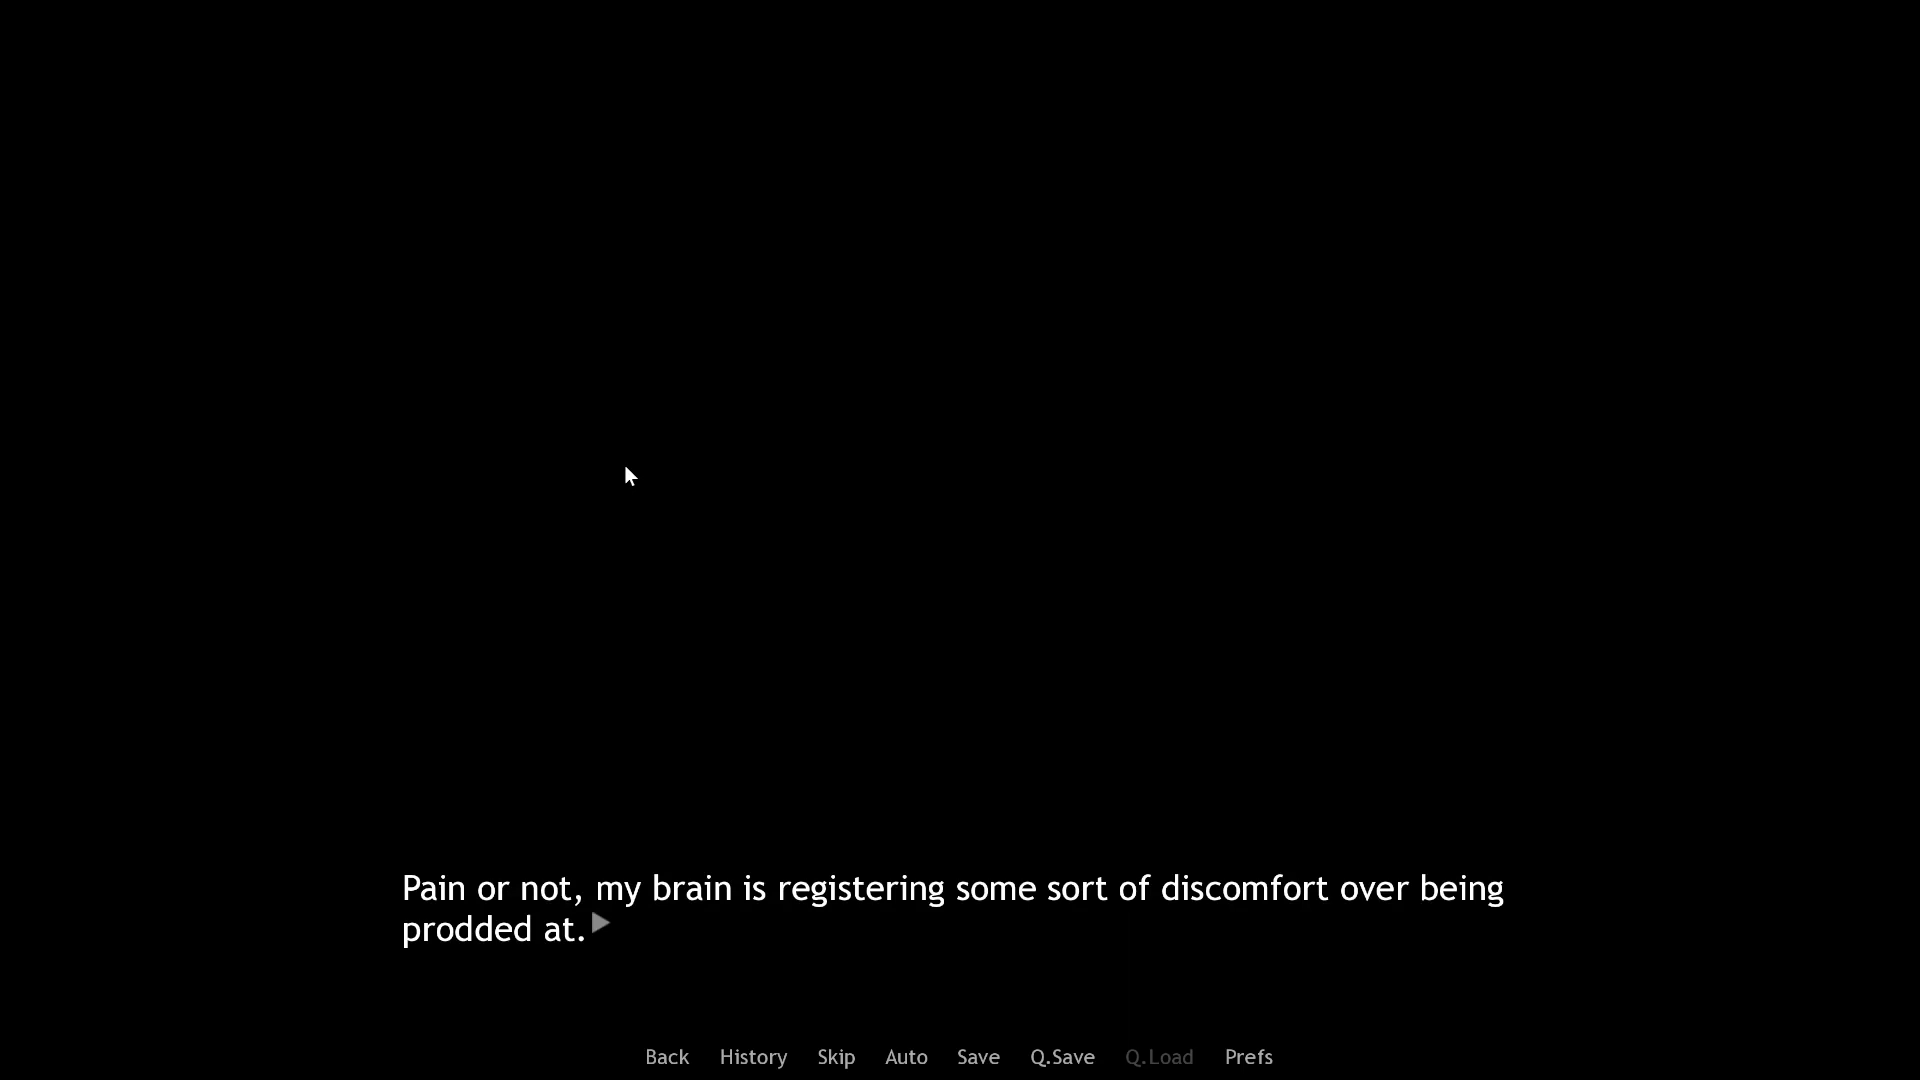 Pain or not, my brain is registering some sort of discomfort over being
prodded at.
Back History Skip Auto Save Q.Save Q.Load Prefs